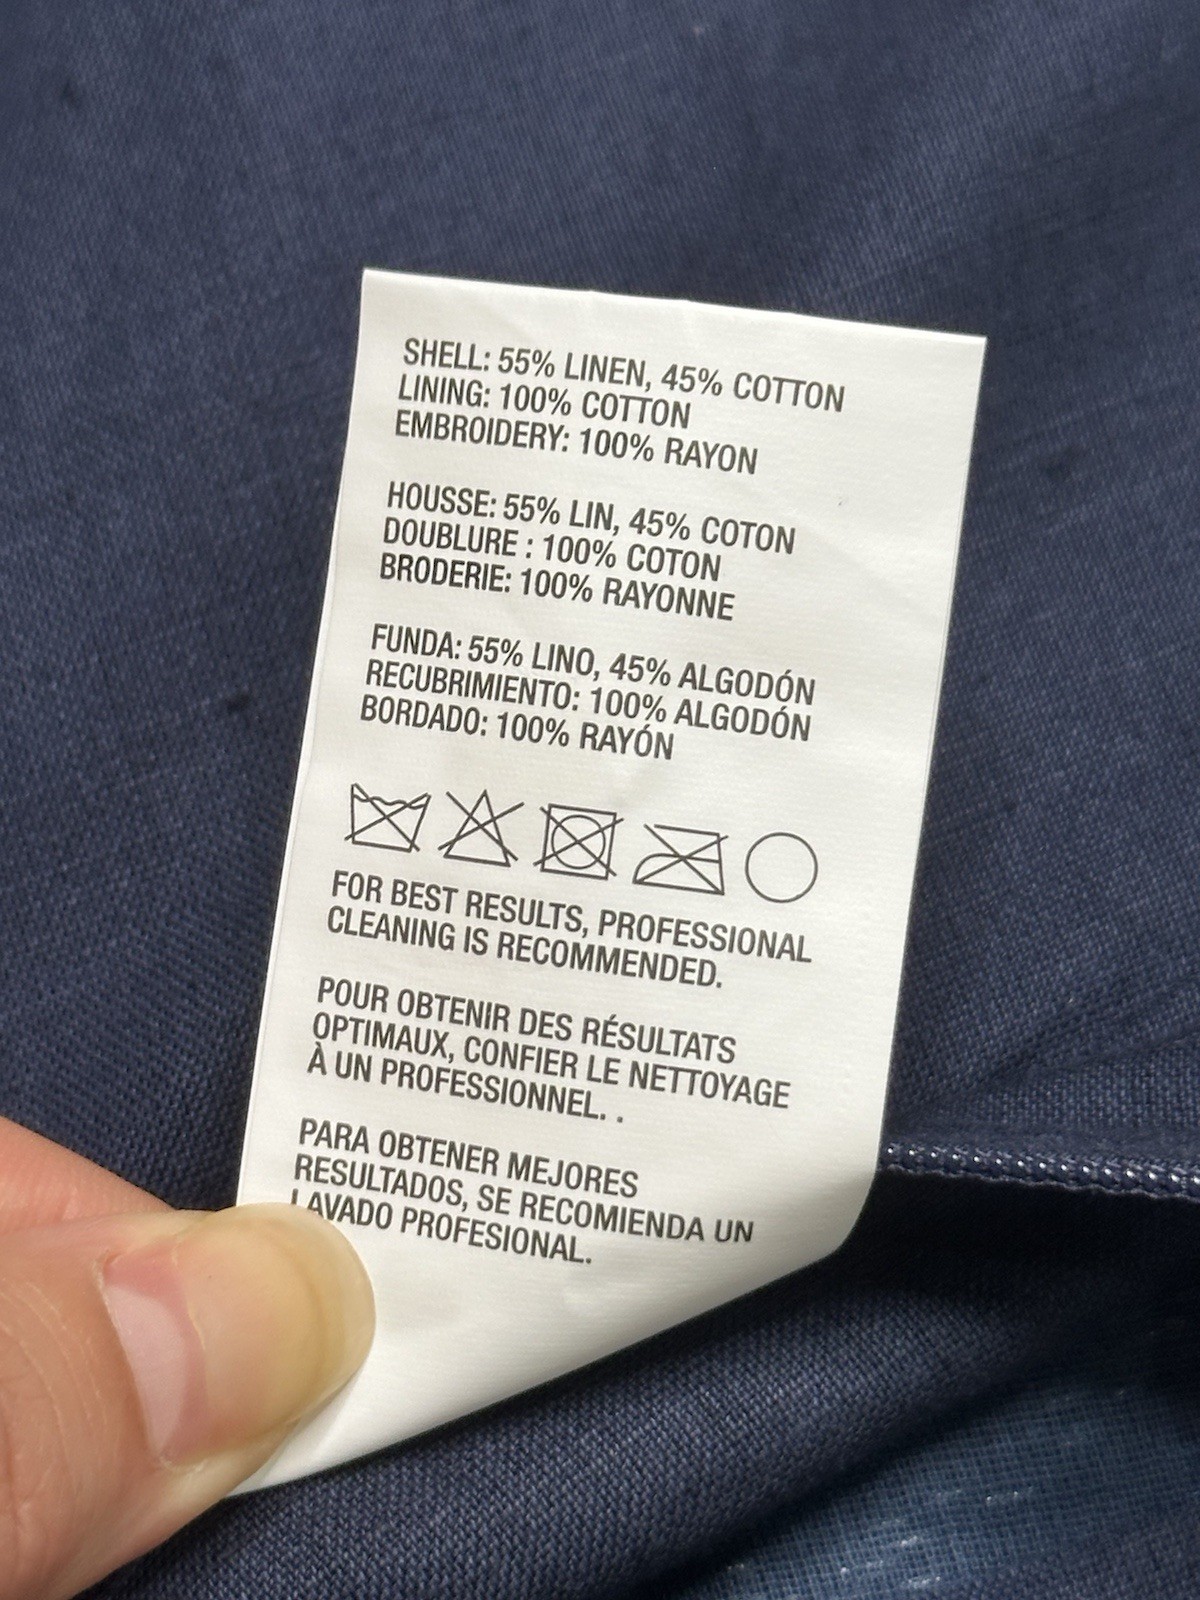 SHELL: 55% LINEN, 45% COTTON
LINING: 100% COTTON
EMBROIDERY: 100% RAYON
HOUSSE: 55% LIN, 45% COTON
DOUBLURE : 100% COTON
BRODERIE: 100% RAYONNE
FUNDA: 55% LINO, 45% ALGODÓN
RECUBRIMIENTO: 100% ALGODÓN
BORDADO: 100% RAYÓN
FOR BEST RESULTS, PROFESSIONAL
CLEANING IS RECOMMENDED.
POUR OBTENIR DES RÉSULTATS
OPTIMAUX, CONFIER LE NETTOYAGE
À UN PROFESSIONNEL. .
PARA OBTENER MEJORES
RESULTADOS, SE RECOMIENDA UN
LAVADO PROFESIONAL.